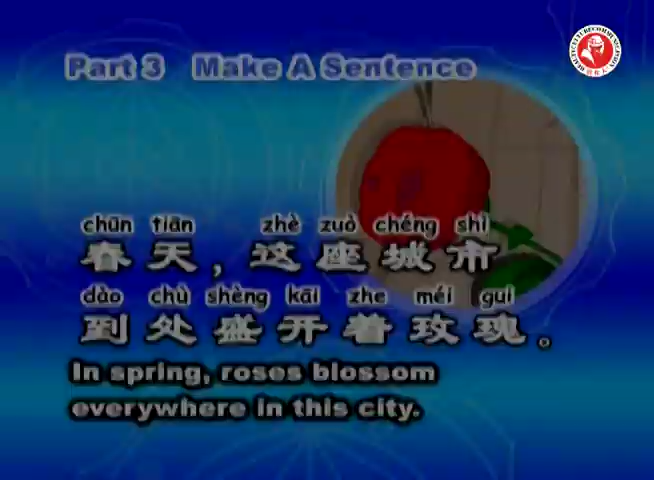 Part 3 Make A Sentence
chūn tiān zhè zuò chéng shì
春天，这座城市
dào chù shèng kāi zhe méi gui
到处盛开着玫瑰。
In spring, roses blossom
everywhere in this city.